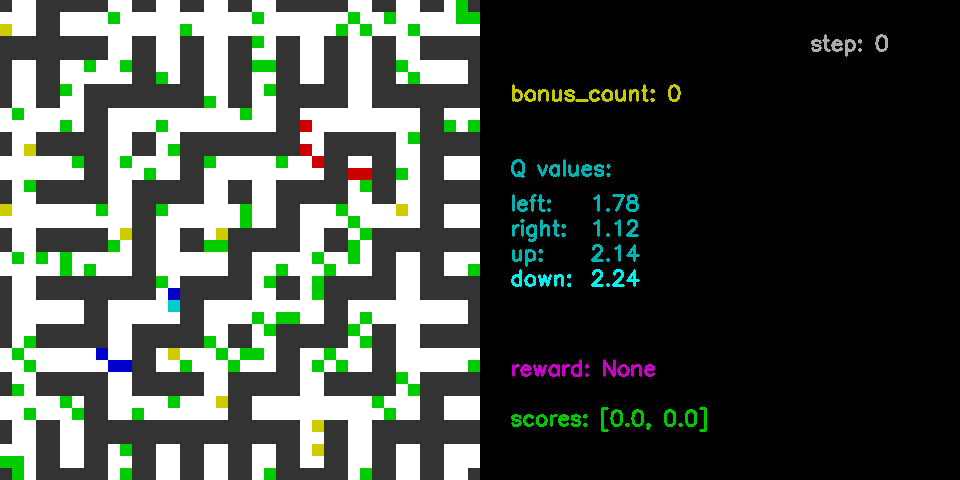 step: 0
bonus_count: 0
Q values:
left: 1.78
right: 1.12
up: 2.14
down: 2.24
reward: None
scores: [0.0, 0.0]